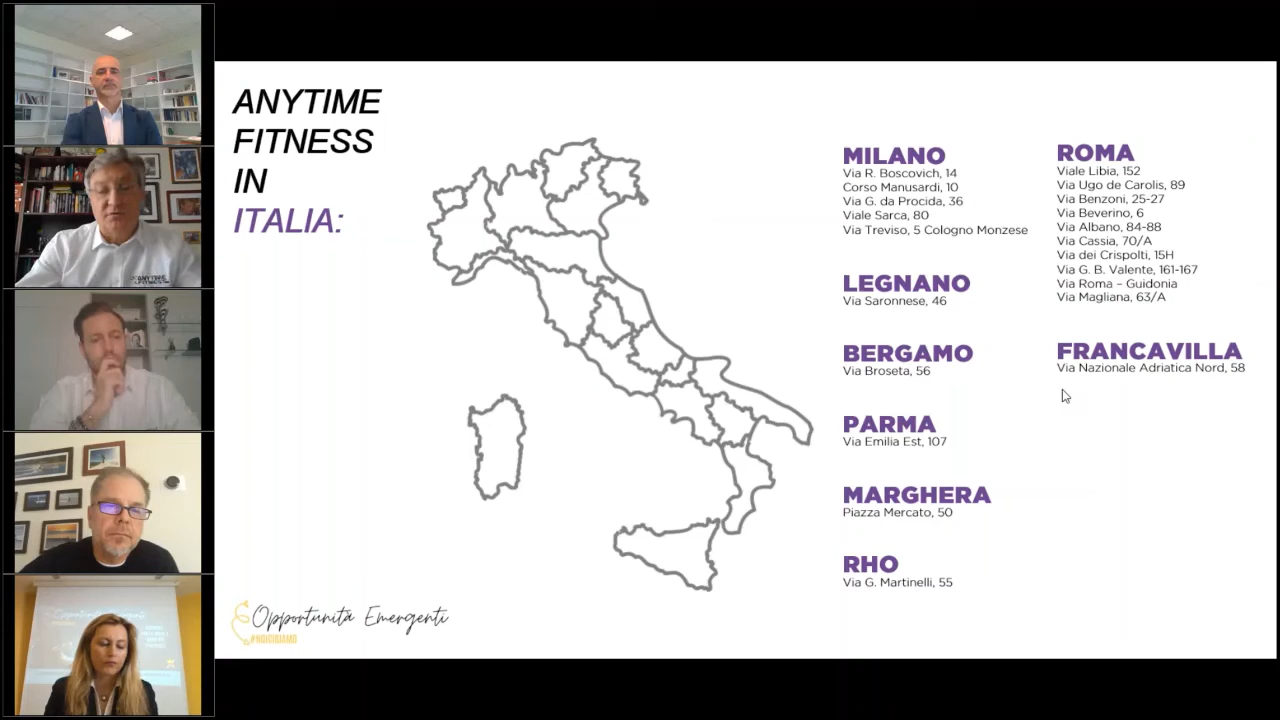 ANYTIME
FITNESS
IN
ITALIA:
MILANO
Via R. Boscovich, 14
Corso Manusardi, 10
Via G. da Procida, 36
Viale Sarca, 80
Via Treviso, 5 Cologno Monzese
LEGNANO
Via Saronnese, 46
BERGAMO
Via Broseta, 56
PARMA
Via Emilia Est, 107
MARGHERA
Piazza Mercato, 50
RHO
Via G. Martinelli, 55
ROMA
Viale Libia, 152
Via Ugo de Carolis, 89
Via Benzoni, 25-27
Via Beverino, 6
Via Albano, 84-88
Via Cassia, 70/A
Via dei Crispolti, 15H
Via G. B. Valente, 161-167
Via Roma – Guidonia
Via Magliana, 63/A
FRANCAVILLA
Via Nazionale Adriatica Nord, 58
Opportunità Emergenti
ANYTIME
FITNESS